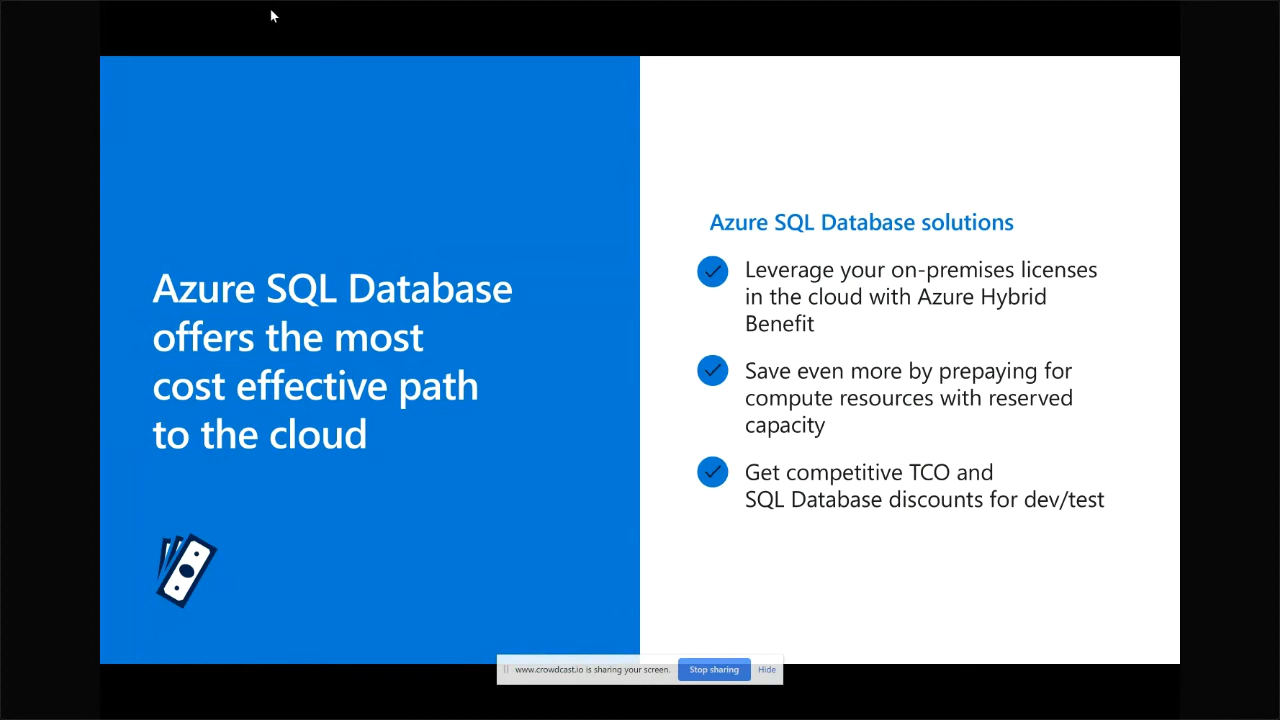 Azure SQL Database
offers the most
cost effective path
to the cloud
Azure SQL Database solutions
Leverage your on-premises licenses
in the cloud with Azure Hybrid
Benefit
Save even more by prepaying for
compute resources with reserved
capacity
Get competitive TCO and
SQL Database discounts for dev/test
www.crowdcast.io is sharing your screen. Stop sharing Hide